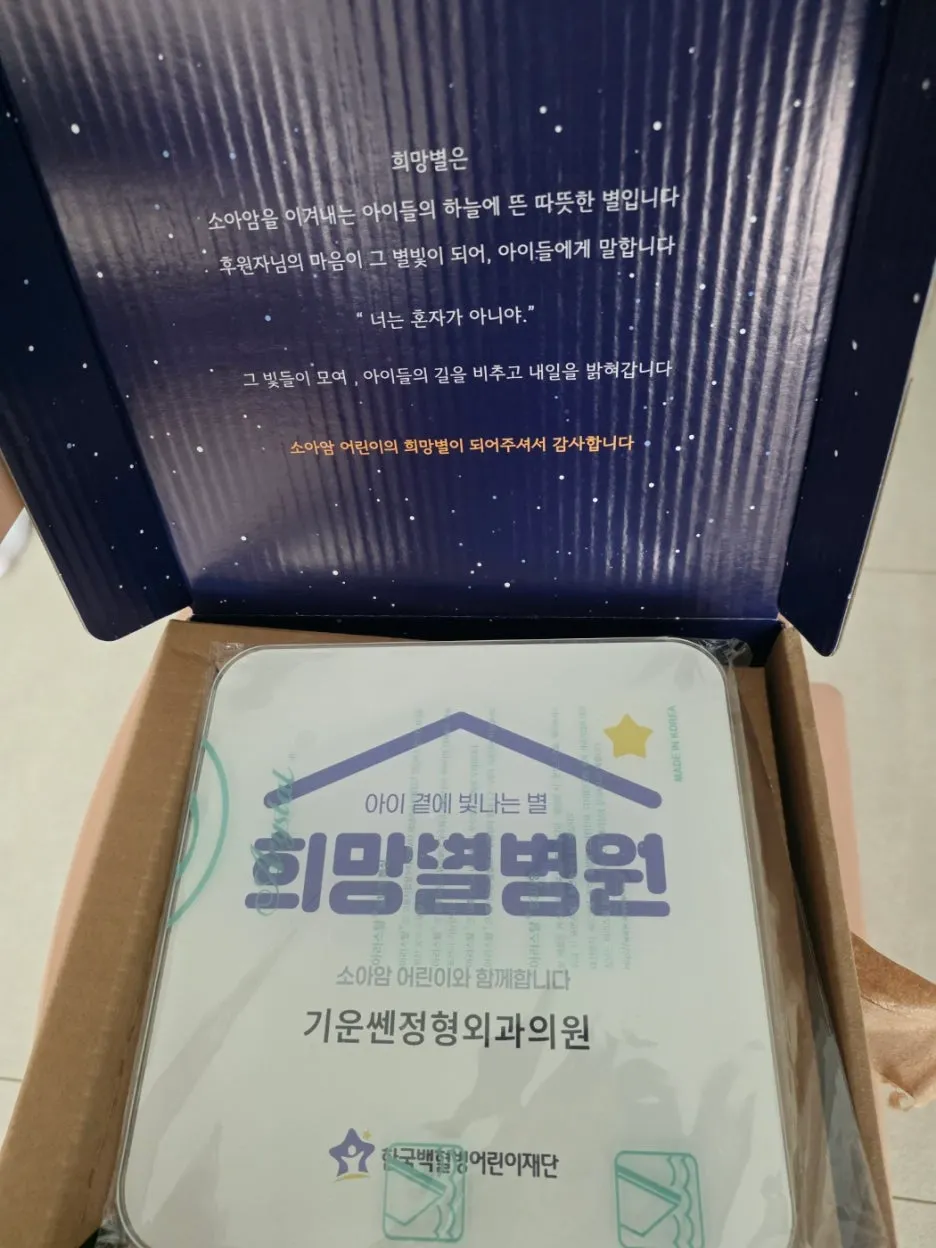 희망별은
소아암을 이겨내는 아이들의 하늘에 뜬 따뜻한 별입니다
후원자님의 마음이 그 별빛이 되어, 아이들에게 말합니다
“ 너는 혼자가 아니야.”
그 빛들이 모여 , 아이들의 길을 비추고 내일을 밝혀갑니다
소아암 어린이의 희망별이 되어주셔서 감사합니다
아이 곁에 빛나는 별
희망별병원
소아암 어린이와 함께합니다
기운쎈정형외과의원
한국백혈병어린이재단
MADE IN KOREA